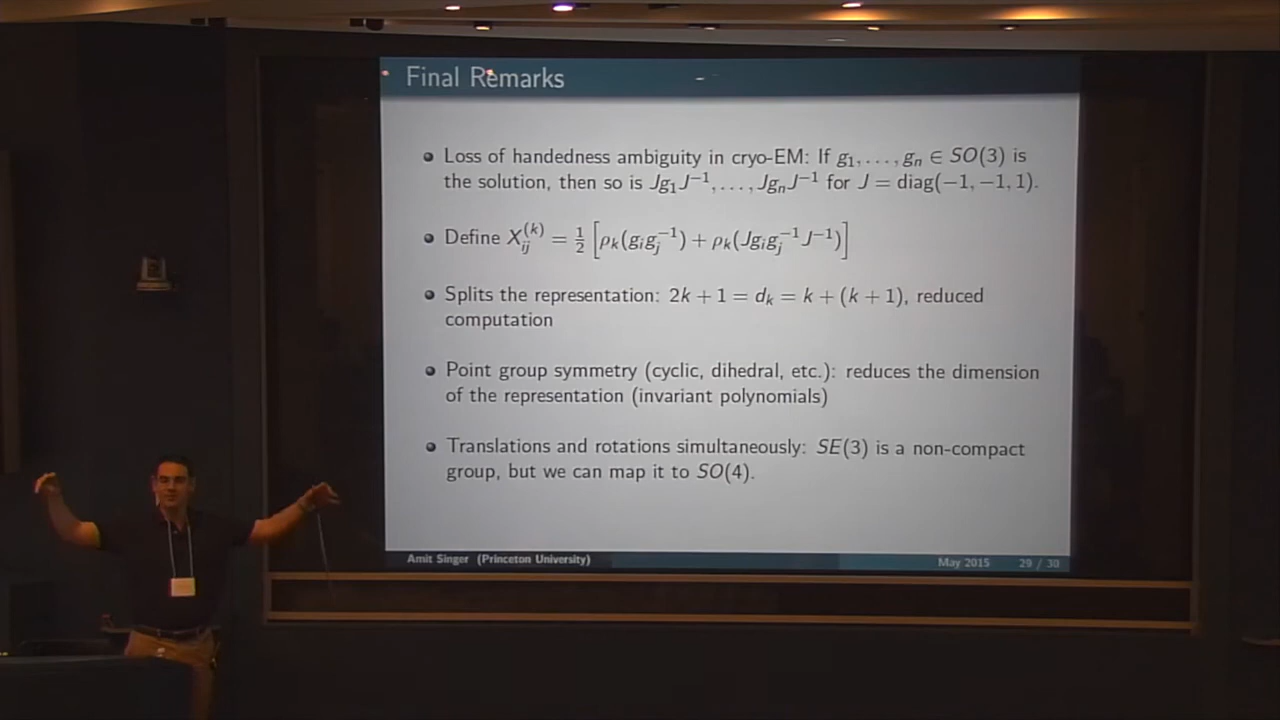 Final Remarks
Loss of handedness ambiguity in cryo-EM: If g₁, . . . , gₙ ∈ SO(3) is
the solution, then so is Jg₁J⁻¹, . . . , JgₙJ⁻¹ for J = diag(−1, −1, 1).
Define X_{ij}^{(k)} = ½ [ρₖ(gᵢgⱼ⁻¹) + ρₖ(Jgᵢgⱼ⁻¹J⁻¹)]
Splits the representation: 2k + 1 = dₖ = k + (k + 1), reduced
computation
Point group symmetry (cyclic, dihedral, etc.): reduces the dimension
of the representation (invariant polynomials)
Translations and rotations simultaneously: SE(3) is a non-compact
group, but we can map it to SO(4).
Amit Singer (Princeton University) May 2015 29 / 30